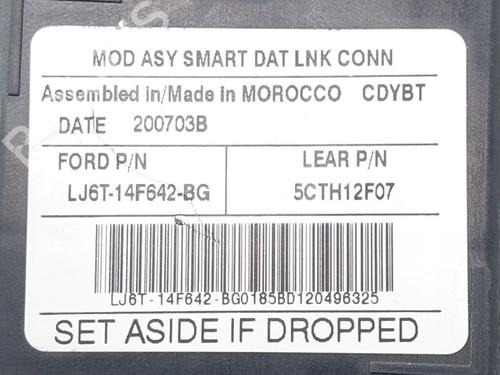 MOD ASY SMART DAT LNK CONN
Assembled in/Made in MOROCCO CDYBT
DATE 200703B
FORD P/N LEAR P/N
LJ6T-14F642-BG 5CTH12F07
LJ6T-14F642-BG0185BD120496325
SET ASIDE IF DROPPED